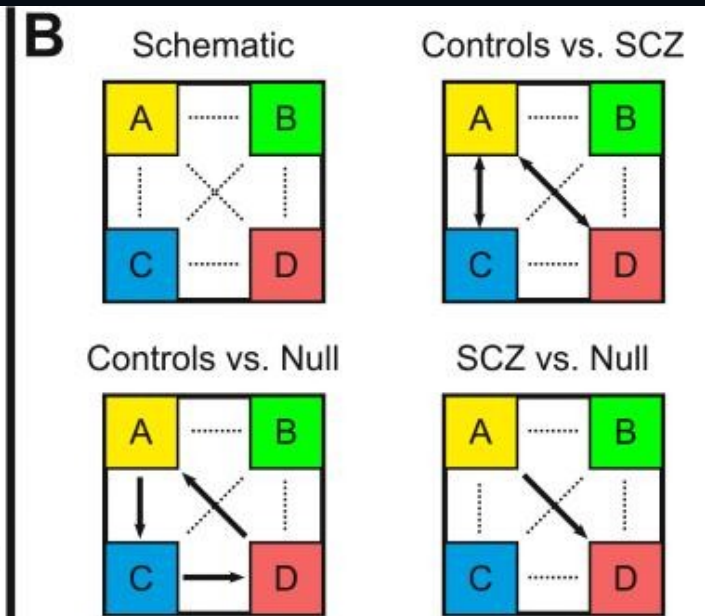 B
Schematic
A B
C D
Controls vs. SCZ
A B
C D
Controls vs. Null
A B
C D
SCZ vs. Null
A B
C D